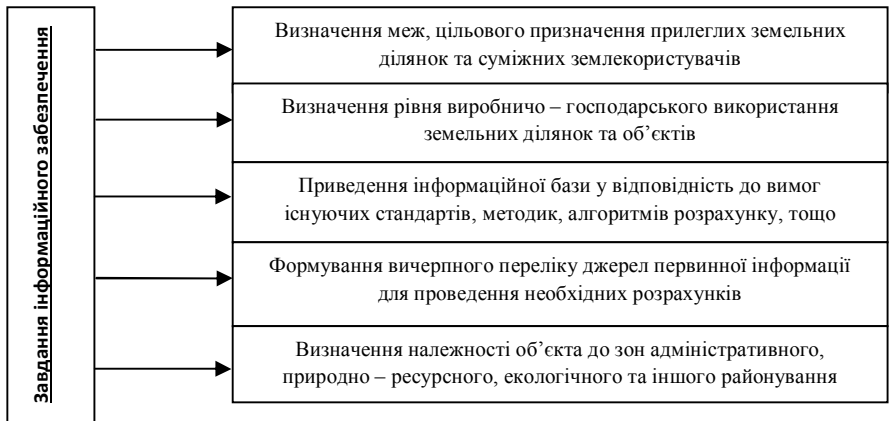 Завдання інформаційного забезпечення
Визначення меж, цільового призначення прилеглих земельних
ділянок та суміжних землекористувачів
Визначення рівня виробничо – господарського використання
земельних ділянок та об’єктів
Приведення інформаційної бази у відповідність до вимог
існуючих стандартів, методик, алгоритмів розрахунку, тощо
Формування вичерпного переліку джерел первинної інформації
для проведення необхідних розрахунків
Визначення належності об’єкта до зон адміністративного,
природно – ресурсного, екологічного та іншого районування